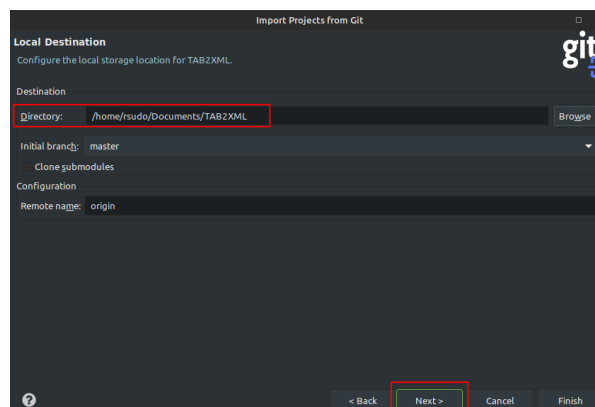 Import Projects from Git
Local Destination
Configure the local storage location for TAB2XML.
git
Destination
Directory: /home/rsudo/Documents/TAB2XML Browse
Initial branch: master
Clone submodules
Configuration
Remote name: origin
? < Back Next > Cancel Finish